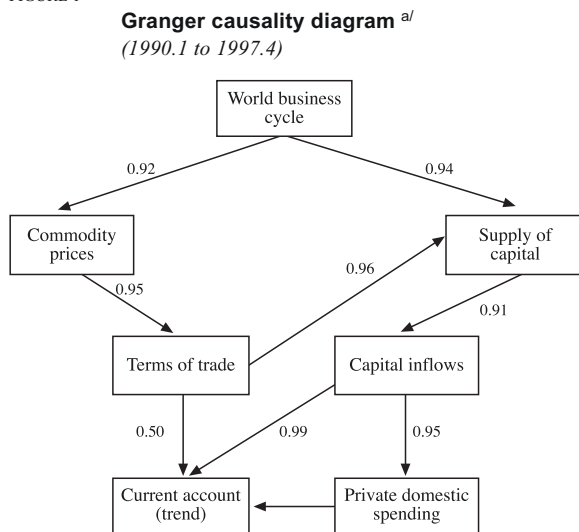 Granger causality diagram a/
(1990.1 to 1997.4)
World business
cycle
0.92
0.94
Commodity
prices
Supply of
capital
0.96
0.95
0.91
Terms of trade
Capital inflows
0.50
0.99
0.95
Current account
(trend)
Private domestic
spending